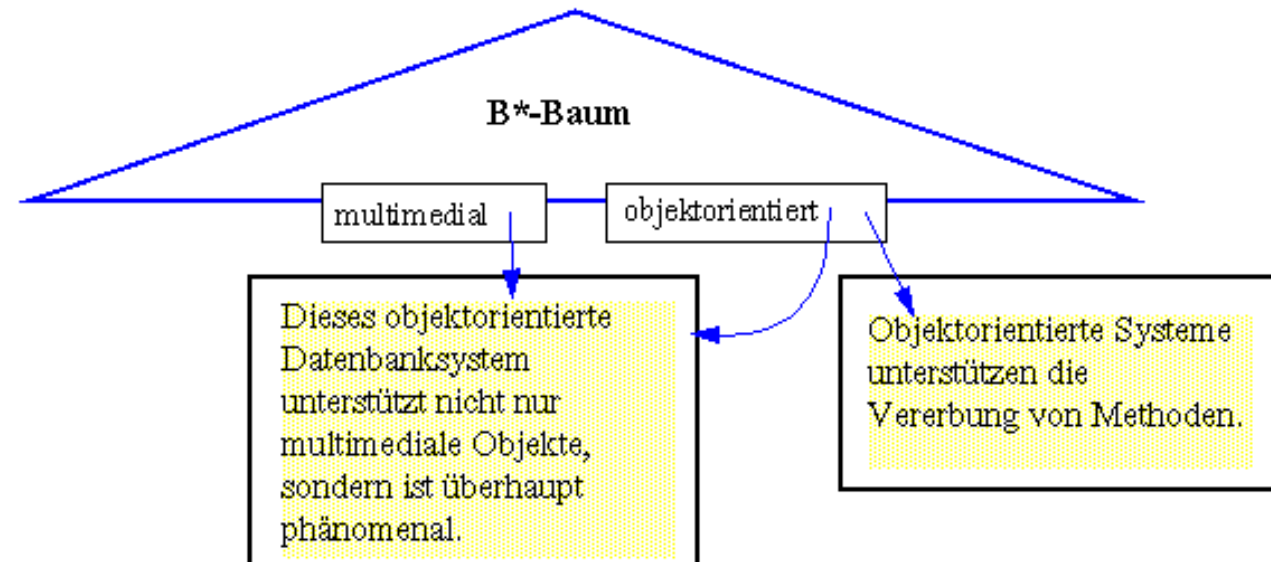 B*-Baum
multimedial
objektorientiert
Dieses objektorientierte
Datenbanksystem
unterstützt nicht nur
multimediale Objekte,
sondern ist überhaupt
phänomenal.
Objektorientierte Systeme
unterstützen die
Vererbung von Methoden.